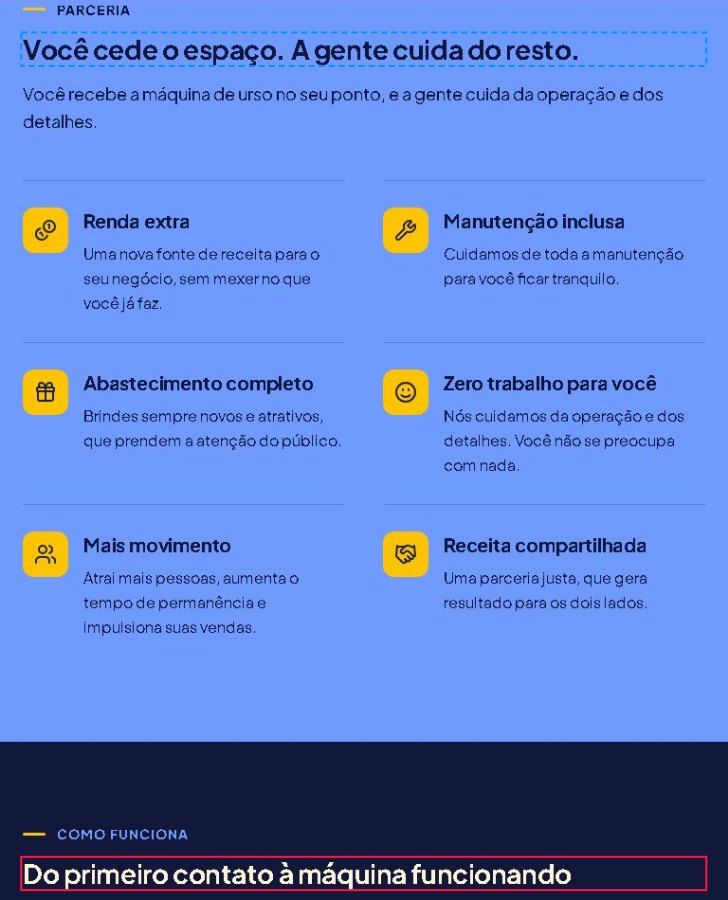 PARCERIA
Você cede o espaço. A gente cuida do resto.
Você recebe a máquina de urso no seu ponto, e a gente cuida da operação e dos
detalhes.
Renda extra
Uma nova fonte de receita para o
seu negócio, sem mexer no que
você já faz.
Manutenção inclusa
Cuidamos de toda a manutenção
para você ficar tranquilo.
Abastecimento completo
Brindes sempre novos e atrativos,
que prendem a atenção do público.
Zero trabalho para você
Nós cuidamos da operação e dos
detalhes. Você não se preocupa
com nada.
Mais movimento
Atrai mais pessoas, aumenta o
tempo de permanência e
impulsiona suas vendas.
Receita compartilhada
Uma parceria justa, que gera
resultado para os dois lados.
COMO FUNCIONA
Do primeiro contato à máquina funcionando